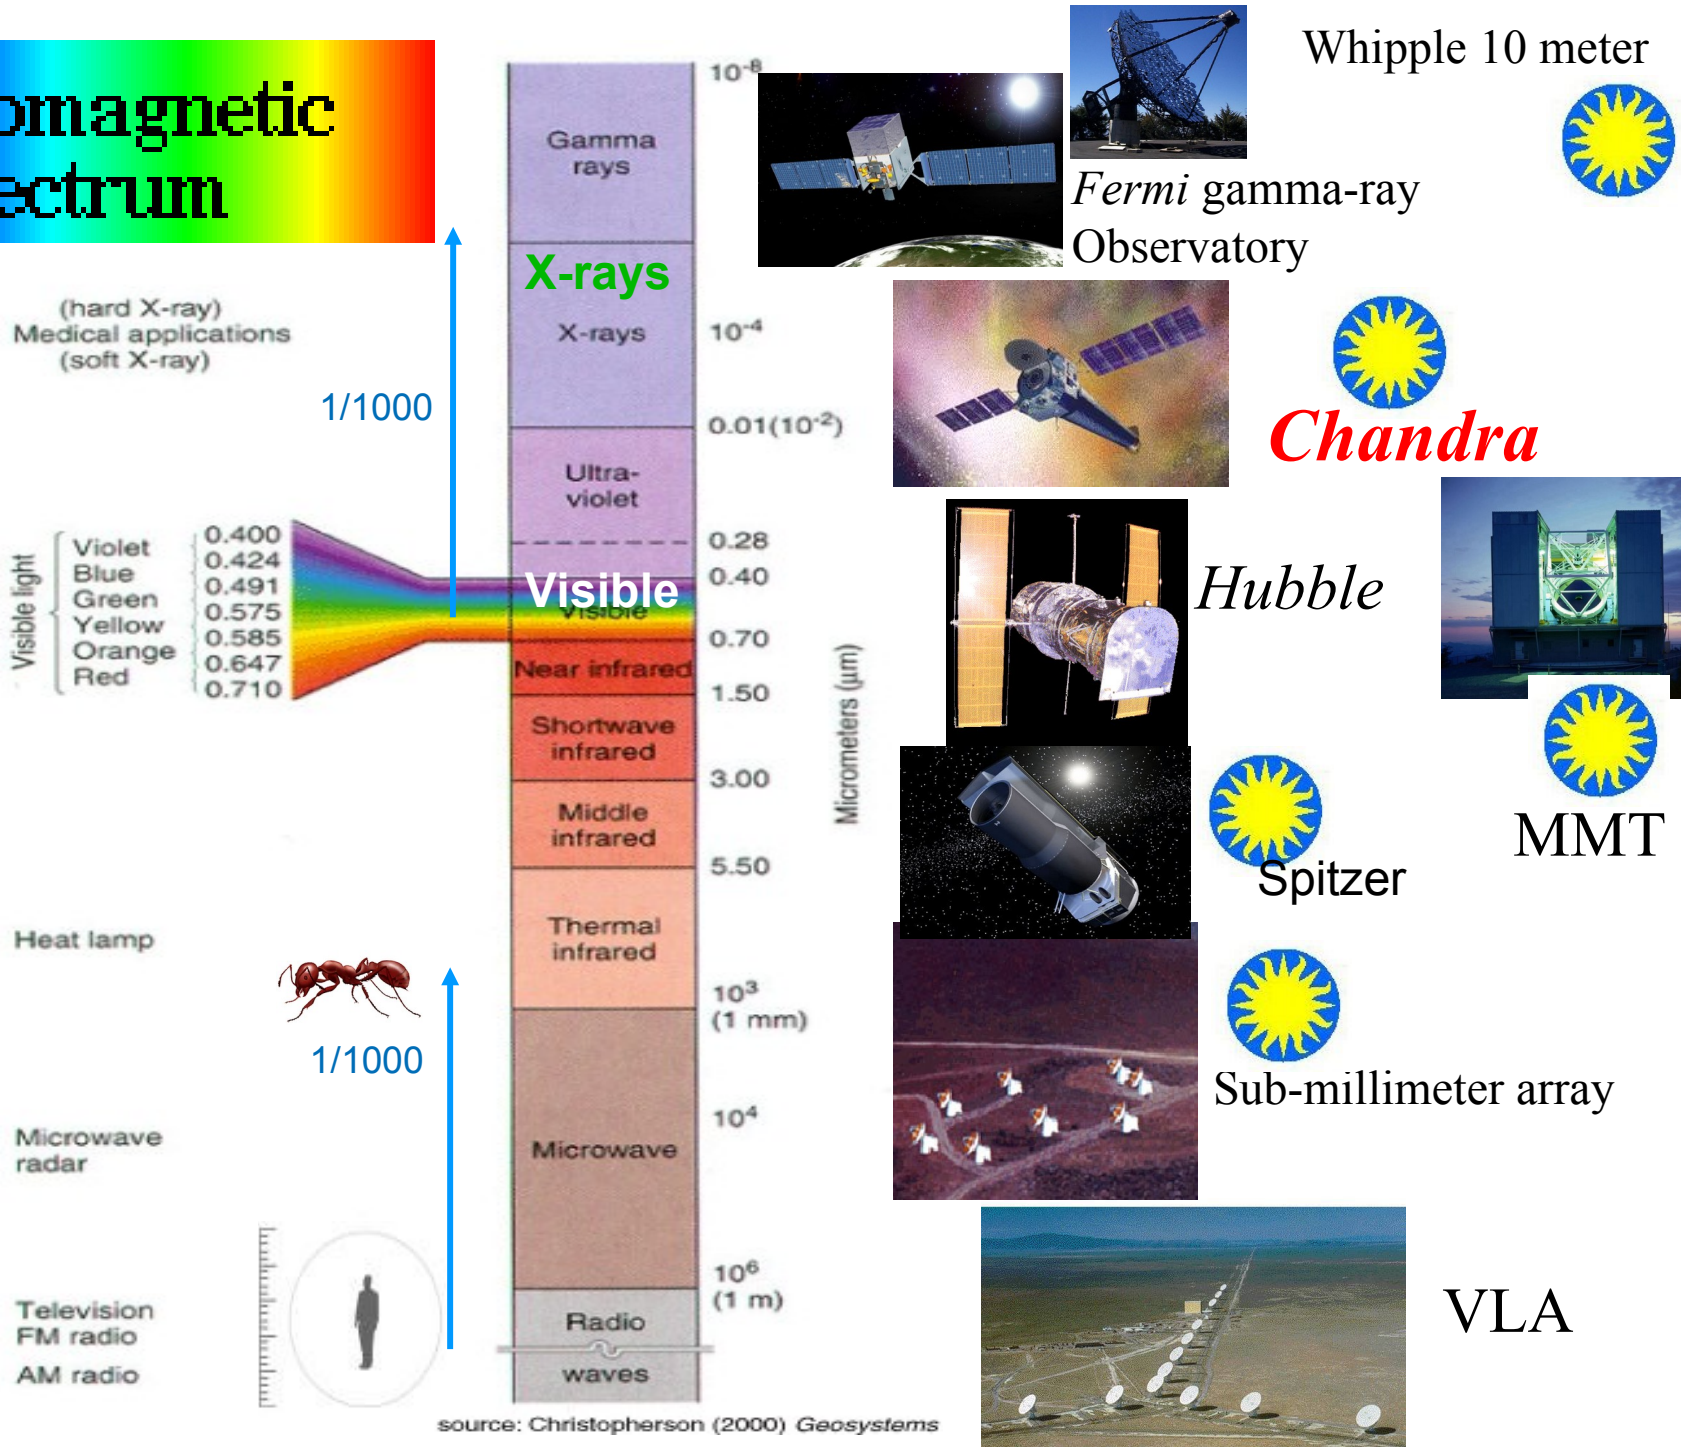 omagnetic
ectrum
(hard X-ray)
Medical applications
(soft X-ray)
1/1000
Visible light
Violet
Blue
Green
Yellow
Orange
Red
0.400
0.424
0.491
0.575
0.585
0.647
0.710
Heat lamp
1/1000
Microwave
radar
Television
FM radio
AM radio
Gamma
rays
X-rays
X-rays
Ultra-
violet
Visible
Visible
Near infrared
Shortwave
infrared
Middle
infrared
Thermal
infrared
Microwave
Radio
waves
10⁻⁸
10⁻⁴
0.01(10⁻²)
0.28
0.40
0.70
1.50
3.00
5.50
10³
(1 mm)
10⁴
10⁶
(1 m)
Micrometers (µm)
source: Christopherson (2000) Geosystems
Whipple 10 meter
Fermi gamma-ray
Observatory
Chandra
Hubble
MMT
Spitzer
Sub-millimeter array
VLA